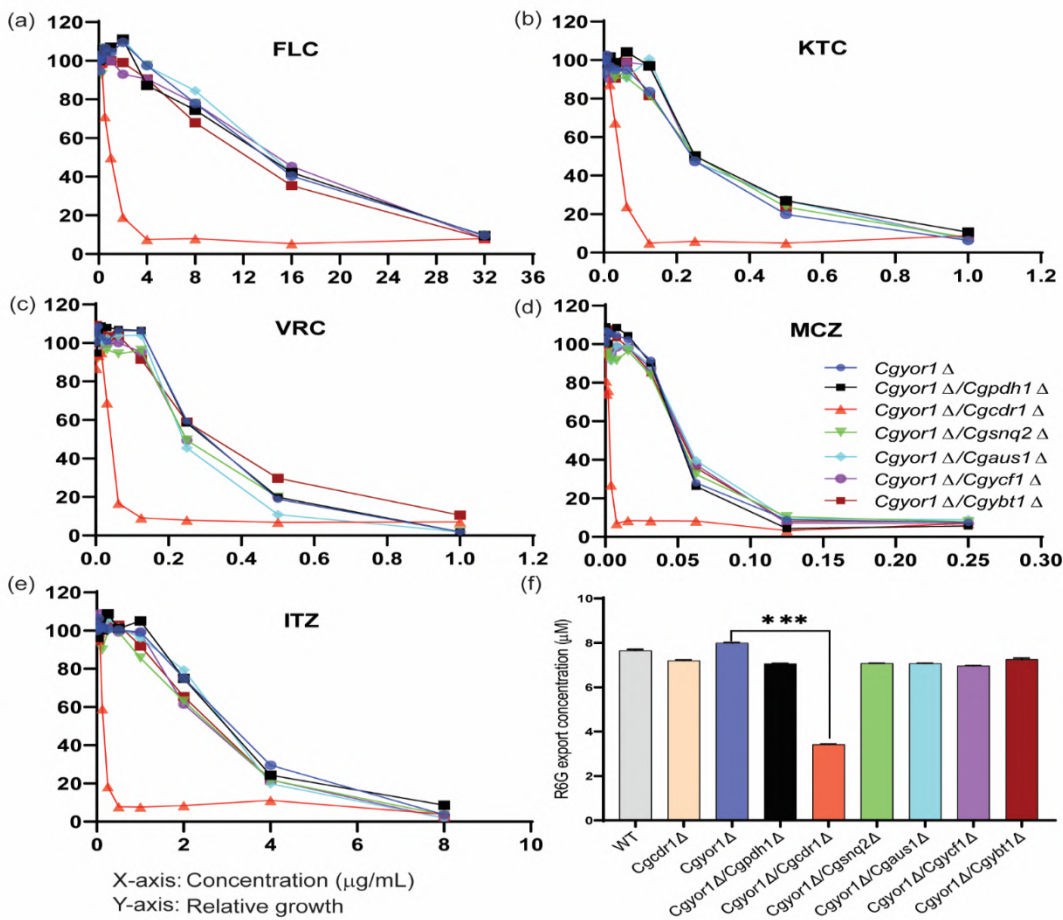 (a)
FLC
120
100
80
60
40
20
0
0 4 8 12 16 20 24 28 32 36
(b)
KTC
120
100
80
60
40
20
0
0.0 0.2 0.4 0.6 0.8 1.0 1.2
(c)
VRC
120
100
80
60
40
20
0
0.0 0.2 0.4 0.6 0.8 1.0 1.2
(d)
MCZ
120
100
80
60
40
20
0
0.00 0.05 0.10 0.15 0.20 0.25 0.30
Cgyor1 Δ
Cgyor1 Δ/Cgpdh1 Δ
Cgyor1 Δ/Cgcdr1 Δ
Cgyor1 Δ/Cgsnq2 Δ
Cgyor1 Δ/Cgaus1 Δ
Cgyor1 Δ/Cgycf1 Δ
Cgyor1 Δ/Cgybt1 Δ
(e)
ITZ
120
100
80
60
40
20
0
0 2 4 6 8 10
X-axis: Concentration (μg/mL)
Y-axis: Relative growth
(f)
R6G export concentration (μM)
10
8
6
4
2
0
***
WT
Cgcdr1Δ
Cgyor1Δ
Cgyor1Δ/Cgpdh1Δ
Cgyor1Δ/Cgcdr1Δ
Cgyor1Δ/Cgsnq2Δ
Cgyor1Δ/Cgaus1Δ
Cgyor1Δ/Cgycf1Δ
Cgyor1Δ/Cgybt1Δ